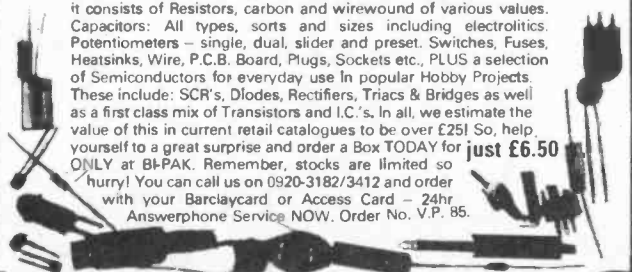 it consists of Resistors, carbon and wirewound of various values.
Capacitors: All types, sorts and sizes including electrolitics.
Potentiometers – single, dual, slider and preset. Switches, Fuses,
Heatsinks, Wire, P.C.B. Board, Plugs, Sockets etc., PLUS a selection
of Semiconductors for everyday use in popular Hobby Projects.
These include: SCR's, Diodes, Rectifiers, Triacs & Bridges as well
as a first class mix of Transistors and I.C.'s. In all, we estimate the
value of this in current retail catalogues to be over £25! So, help
yourself to a great surprise and order a Box TODAY for just £6.50
ONLY at BI-PAK. Remember, stocks are limited so
hurry! You can call us on 0920-3182/3412 and order
with your Barclaycard or Access Card – 24hr
Answerphone Service NOW. Order No. V.P. 85.